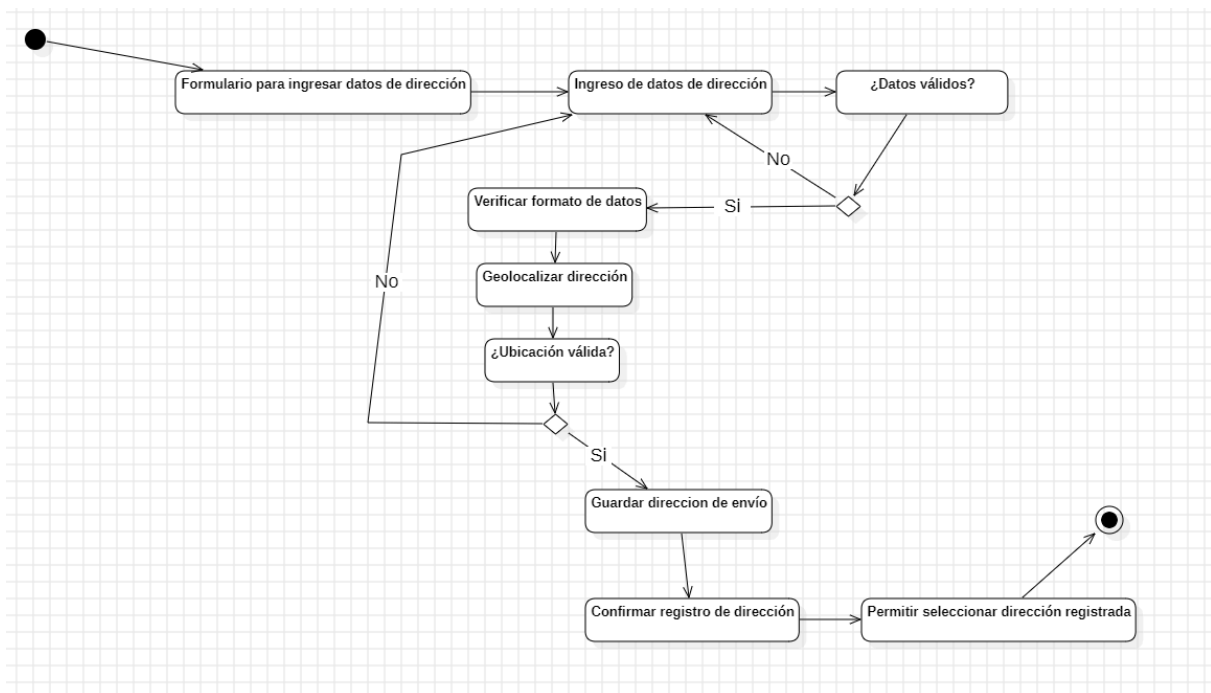 Formulario para ingresar datos de dirección
Ingreso de datos de dirección
¿Datos válidos?
No
Verificar formato de datos
Si
Geolocalizar dirección
No
¿Ubicación válida?
Si
Guardar direccion de envío
Confirmar registro de dirección
Permitir seleccionar dirección registrada